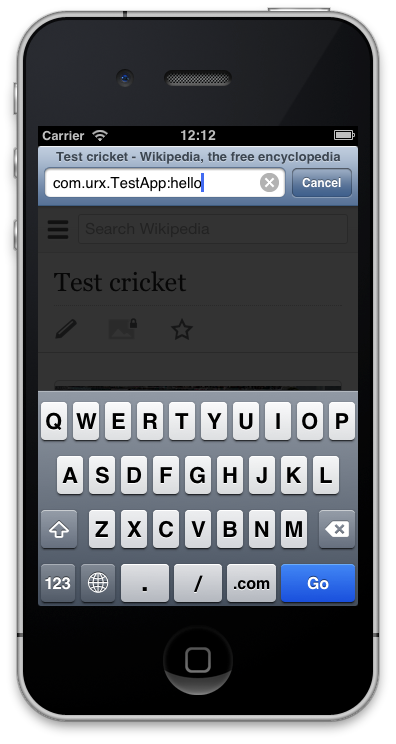 Carrier 12:12
Test cricket - Wikipedia, the free encyclopedia
com.urx.TestApp:hello Cancel
Search Wikipedia
Test cricket
Q W E R T Y U I O P
A S D F G H J K L
Z X C V B N M
123 . / .com Go